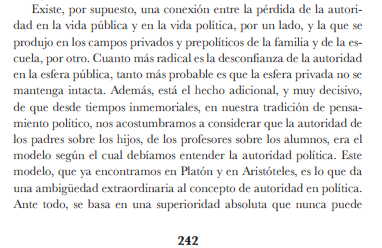 Existe, por supuesto, una conexión entre la pérdida de la autori-
dad en la vida pública y en la vida política, por un lado, y la que se
produjo en los campos privados y prepolíticos de la familia y de la es-
cuela, por otro. Cuanto más radical es la desconfianza de la autoridad
en la esfera pública, tanto más probable es que la esfera privada no se
mantenga intacta. Además, está el hecho adicional, y muy decisivo,
de que desde tiempos inmemoriales, en nuestra tradición de pensa-
miento político, nos acostumbramos a considerar que la autoridad de
los padres sobre los hijos, de los profesores sobre los alumnos, era el
modelo según el cual debíamos entender la autoridad política. Este
modelo, que ya encontramos en Platón y en Aristóteles, es lo que da
una ambigüedad extraordinaria al concepto de autoridad en política.
Ante todo, se basa en una superioridad absoluta que nunca puede
242